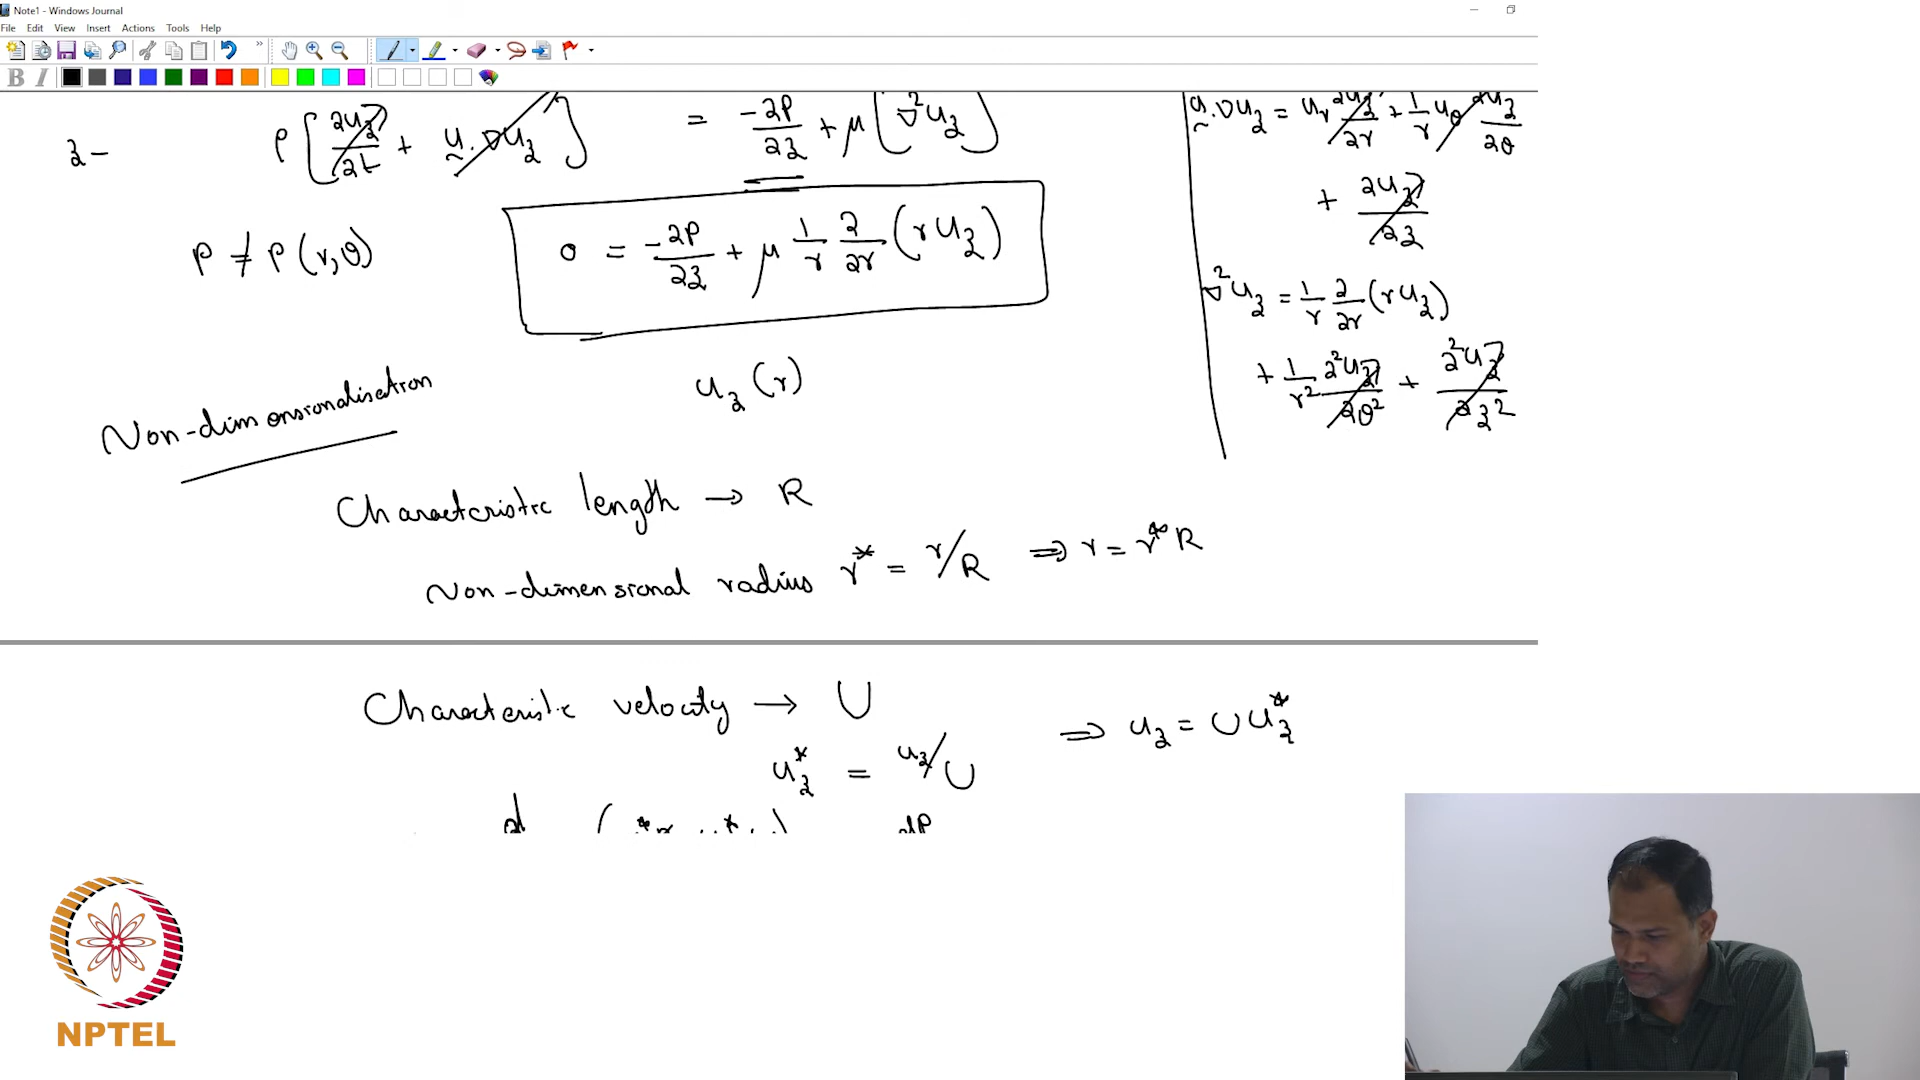 Note1 - Windows Journal
File Edit View Insert Actions Tools Help
B I
z- ρ[∂u_z/∂t + u.∇u_z] = -∂P/∂z + μ[∇²u_z]
u.∇u_z = u_r ∂u_z/∂r + 1/r u_θ ∂u_z/∂θ
+ ∂u_z/∂z
P ≠ P(r,θ) 0 = -∂P/∂z + μ 1/r ∂/∂r (r u_z)
∇²u_z = 1/r ∂/∂r (r u_z)
+ 1/r² ∂²u_z/∂θ² + ∂²u_z/∂z²
u_z(r)
Non-dimensionalisation
Characteristic length → R
Non-dimensional radius r* = r/R ⇒ r = r*R
Characteristic velocity → U
u_z* = u_z/U ⇒ u_z = U u_z*
NPTEL